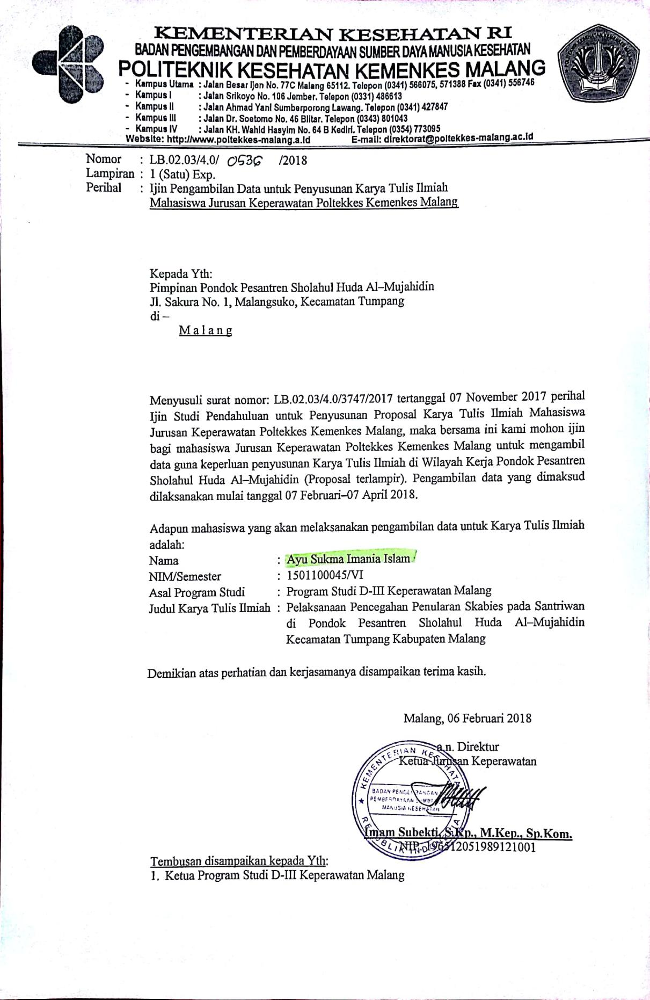 KEMENTERIAN KESEHATAN RI
BADAN PENGEMBANGAN DAN PEMBERDAYAAN SUMBER DAYA MANUSIA KESEHATAN
POLITEKNIK KESEHATAN KEMENKES MALANG
- Kampus Utama : Jalan Besar Ijen No. 77C Malang 65112. Telepon (0341) 566075, 571388 Fax (0341) 556746
- Kampus I : Jalan Srikoyo No. 106 Jember. Telepon (0331) 486613
- Kampus II : Jalan Ahmad Yani Sumberporong Lawang. Telepon (0341) 427847
- Kampus III : Jalan Dr. Soetomo No. 46 Blitar. Telepon (0343) 801043
- Kampus IV : Jalan KH. Wahid Hasyim No. 64 B Kediri. Telepon (0354) 773095
Website: http://www.poltekkes-malang.a.id E-mail: direktorat@poltekkes-malang.ac.id
Nomor : LB.02.03/4.0/ 0536 /2018
Lampiran : 1 (Satu) Exp.
Perihal : Ijin Pengambilan Data untuk Penyusunan Karya Tulis Ilmiah
Mahasiswa Jurusan Keperawatan Poltekkes Kemenkes Malang
Kepada Yth:
Pimpinan Pondok Pesantren Sholahul Huda Al–Mujahidin
Jl. Sakura No. 1, Malangsuko, Kecamatan Tumpang
di –
Malang
Menyusuli surat nomor: LB.02.03/4.0/3747/2017 tertanggal 07 November 2017 perihal
Ijin Studi Pendahuluan untuk Penyusunan Proposal Karya Tulis Ilmiah Mahasiswa
Jurusan Keperawatan Poltekkes Kemenkes Malang, maka bersama ini kami mohon ijin
bagi mahasiswa Jurusan Keperawatan Poltekkes Kemenkes Malang untuk mengambil
data guna keperluan penyusunan Karya Tulis Ilmiah di Wilayah Kerja Pondok Pesantren
Sholahul Huda Al–Mujahidin (Proposal terlampir). Pengambilan data yang dimaksud
dilaksanakan mulai tanggal 07 Februari–07 April 2018.
Adapun mahasiswa yang akan melaksanakan pengambilan data untuk Karya Tulis Ilmiah
adalah:
Nama : Ayu Sukma Imania Islam
NIM/Semester : 1501100045/VI
Asal Program Studi : Program Studi D-III Keperawatan Malang
Judul Karya Tulis Ilmiah : Pelaksanaan Pencegahan Penularan Skabies pada Santriwan
di Pondok Pesantren Sholahul Huda Al–Mujahidin
Kecamatan Tumpang Kabupaten Malang
Demikian atas perhatian dan kerjasamanya disampaikan terima kasih.
Malang, 06 Februari 2018
a.n. Direktur
Ketua Jurusan Keperawatan
KEMENTERIAN KESEHATAN
BADAN PENGEMBANGAN
PEMBERDAYAAN SUMBER
MANUSIA KESEHATAN
REPUBLIK INDONESIA
Imam Subekti, S.Kp., M.Kep., Sp.Kom.
NIP. 196512051989121001
Tembusan disampaikan kepada Yth:
1. Ketua Program Studi D-III Keperawatan Malang